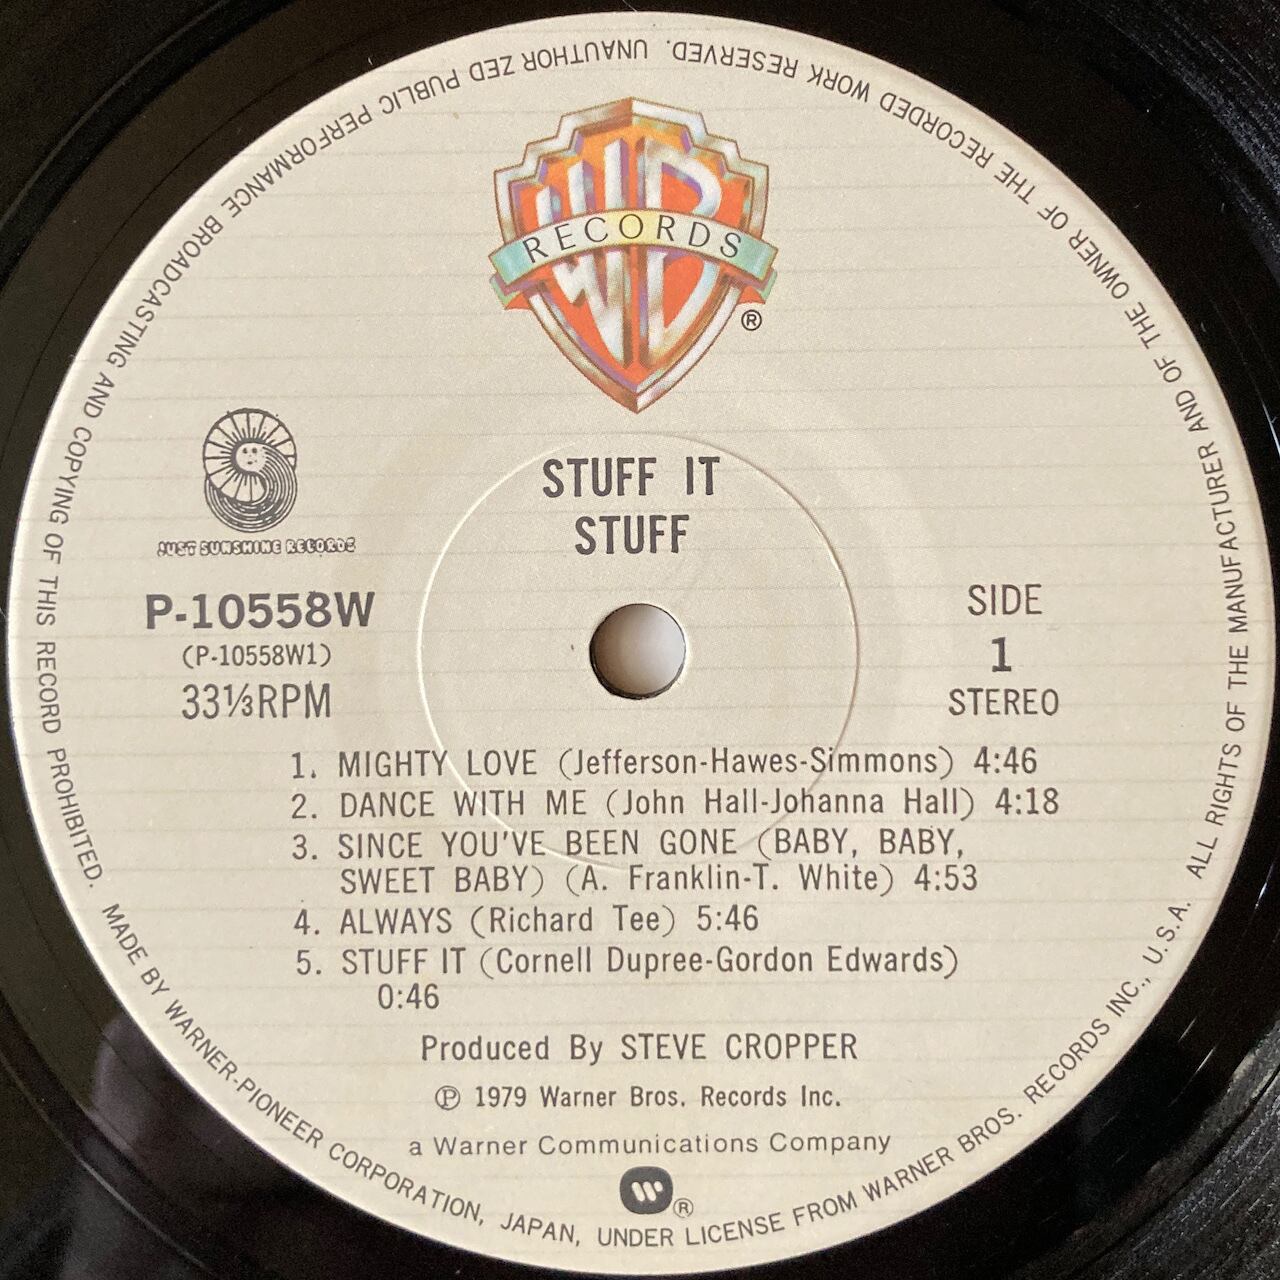 WB
RECORDS
®
JUST SUNSHINE RECORDS
STUFF IT
STUFF
P-10558W
(P-10558W1)
33⅓RPM
SIDE
1
STEREO
1. MIGHTY LOVE (Jefferson-Hawes-Simmons) 4:46
2. DANCE WITH ME (John Hall-Johanna Hall) 4:18
3. SINCE YOU'VE BEEN GONE (BABY, BABY,
SWEET BABY) (A. Franklin-T. White) 4:53
4. ALWAYS (Richard Tee) 5:46
5. STUFF IT (Cornell Dupree-Gordon Edwards)
0:46
Produced By STEVE CROPPER
℗ 1979 Warner Bros. Records Inc.
a Warner Communications Company
W®
MADE BY WARNER-PIONEER CORPORATION, JAPAN, UNDER LICENSE FROM WARNER BROS. RECORDS INC., U.S.A. ALL RIGHTS OF THE MANUFACTURER AND OF THE OWNER OF THE RECORDED WORK RESERVED. UNAUTHOR ZED PUBLIC PERFORMANCE BROADCASTING AND COPYING OF THIS RECORD PROHIBITED.